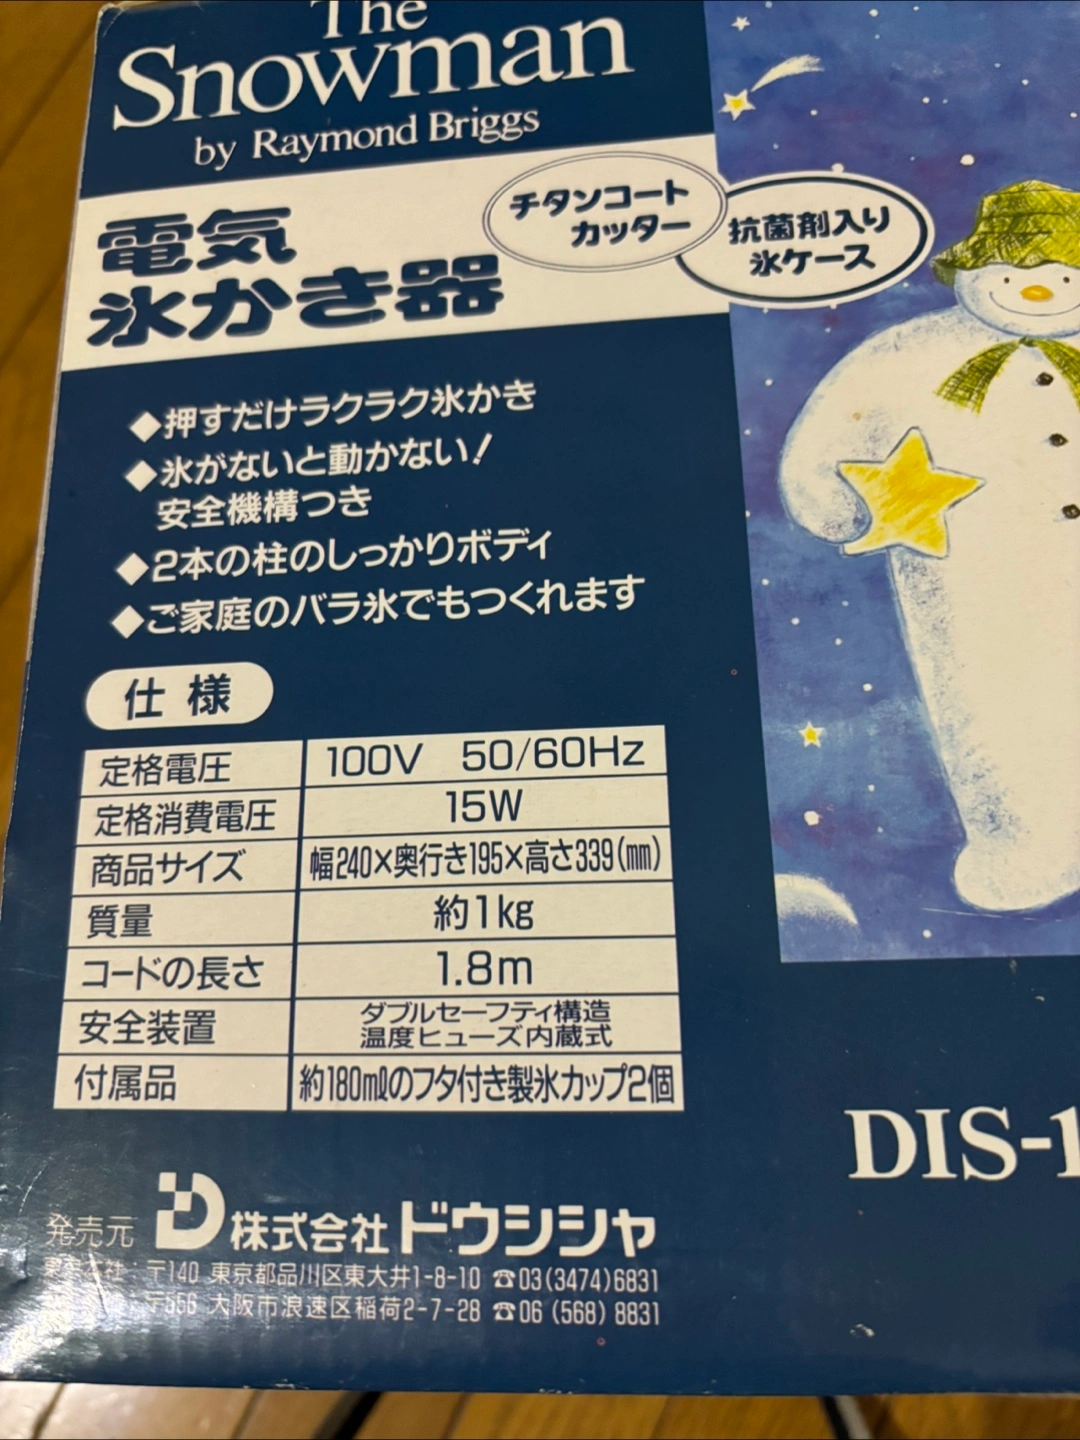 The
Snowman
by Raymond Briggs
電気
氷かき器
チタンコート
カッター
抗菌剤入り
氷ケース
◆押すだけラクラク氷かき
◆氷がないと動かない!
安全機構つき
◆2本の柱のしっかりボディ
◆ご家庭のバラ氷でもつくれます
仕様
定格電圧 100V 50/60Hz
定格消費電圧 15W
商品サイズ 幅240×奥行き195×高さ339(mm)
質量 約1kg
コードの長さ 1.8m
安全装置 ダブルセーフティ構造
温度ヒューズ内蔵式
付属品 約180mlのフタ付き製氷カップ2個
DIS-1
発売元 株式会社ドウシシャ
〒140 東京都品川区東大井1-8-10 ☎03(3474)6831
〒556 大阪市浪速区稲荷2-7-28 ☎06(568)8831